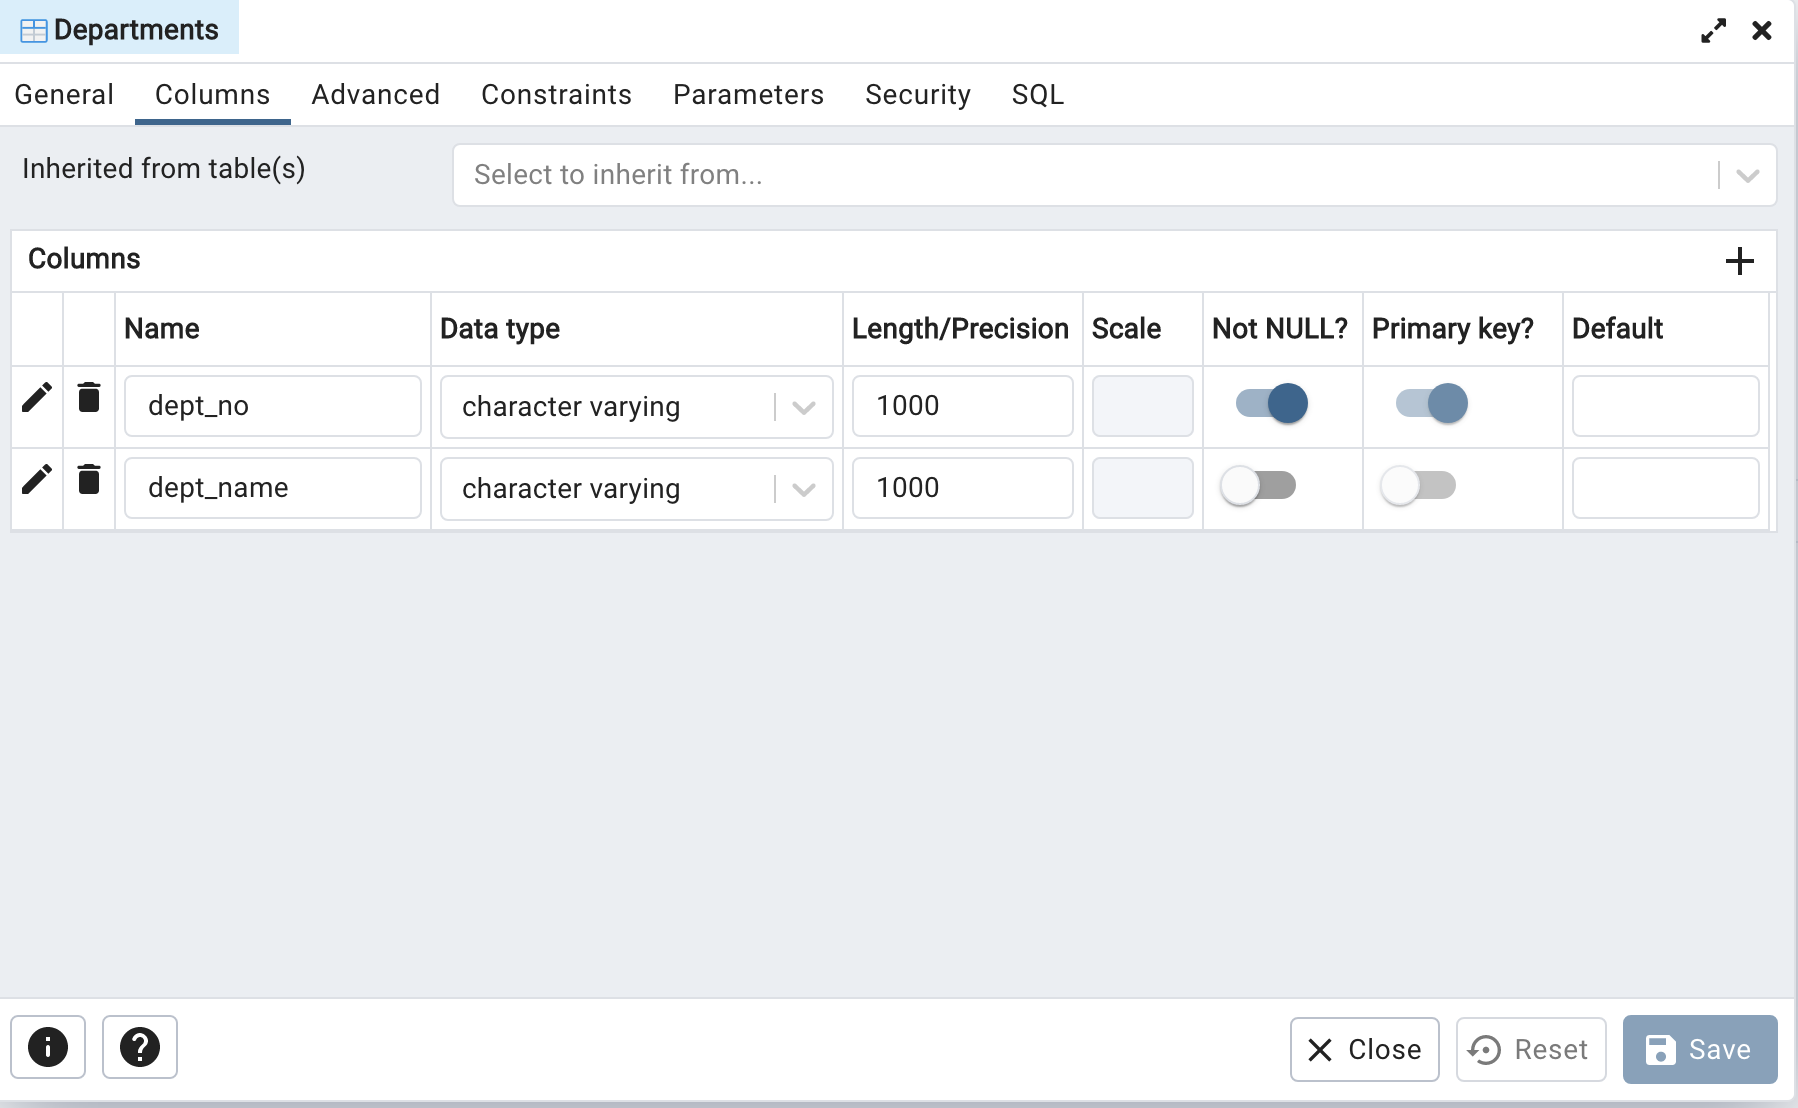 Departments
General Columns Advanced Constraints Parameters Security SQL
Inherited from table(s) Select to inherit from...
Columns
Name Data type Length/Precision Scale Not NULL? Primary key? Default
dept_no character varying 1000
dept_name character varying 1000
Close Reset Save